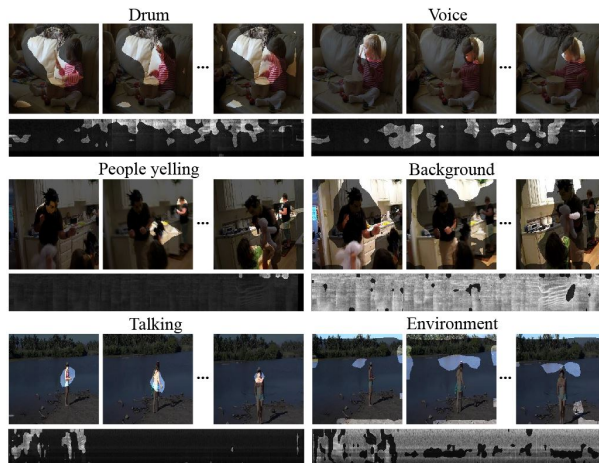 Drum
Voice
People yelling
Background
Talking
Environment